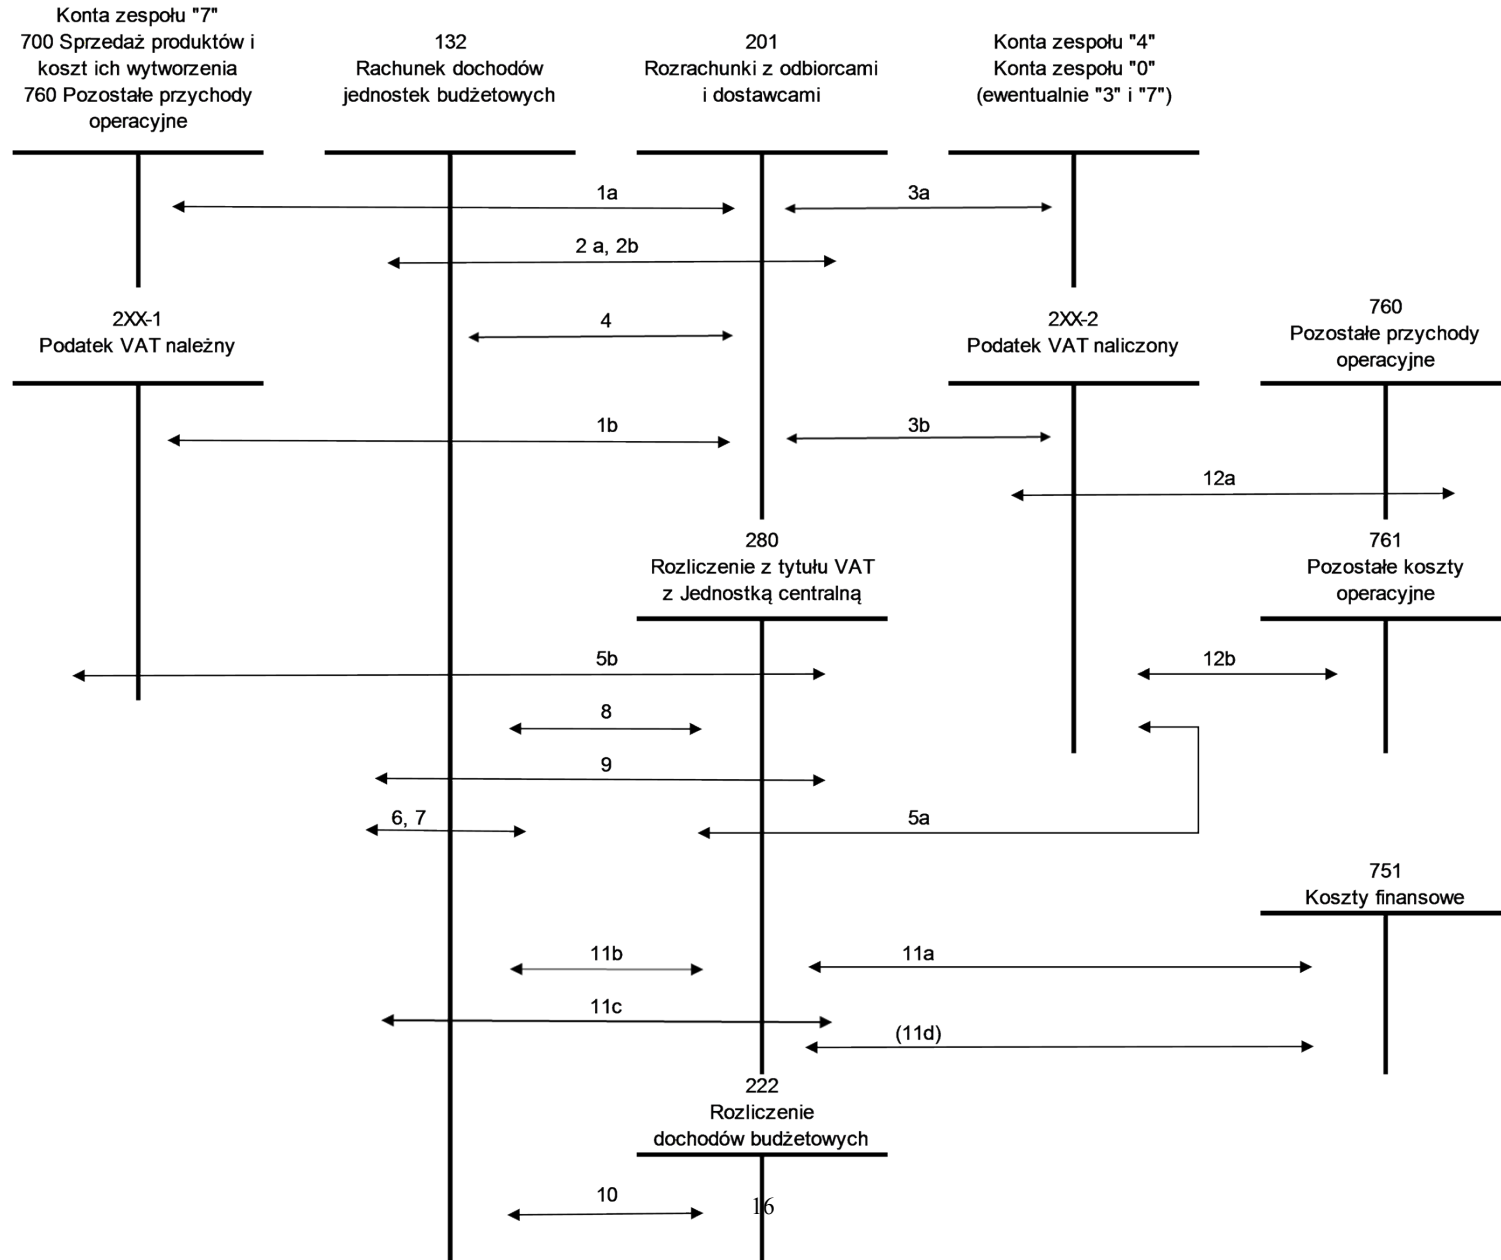 Konta zespołu "7"
700 Sprzedaż produktów i
koszt ich wytworzenia
760 Pozostałe przychody
operacyjne
132
Rachunek dochodów
jednostek budżetowych
201
Rozrachunki z odbiorcami
i dostawcami
Konta zespołu "4"
Konta zespołu "0"
(ewentualnie "3" i "7")
1a
3a
2 a, 2b
2XX-1
Podatek VAT należny
4
2XX-2
Podatek VAT naliczony
760
Pozostałe przychody
operacyjne
1b
3b
12a
280
Rozliczenie z tytułu VAT
z Jednostką centralną
761
Pozostałe koszty
operacyjne
5b
12b
8
9
6, 7
5a
751
Koszty finansowe
11b
11a
11c
(11d)
222
Rozliczenie
dochodów budżetowych
10
16